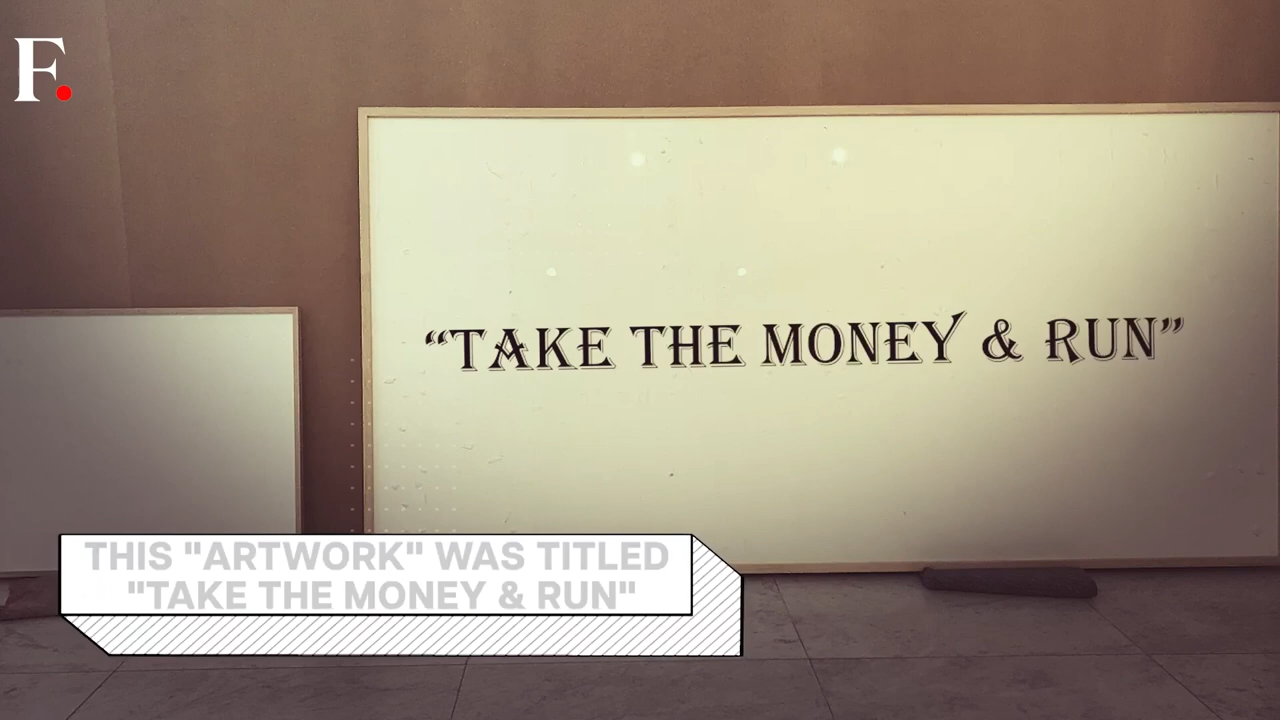 F.
“TAKE THE MONEY & RUN”
THIS "ARTWORK" WAS TITLED
"TAKE THE MONEY & RUN"